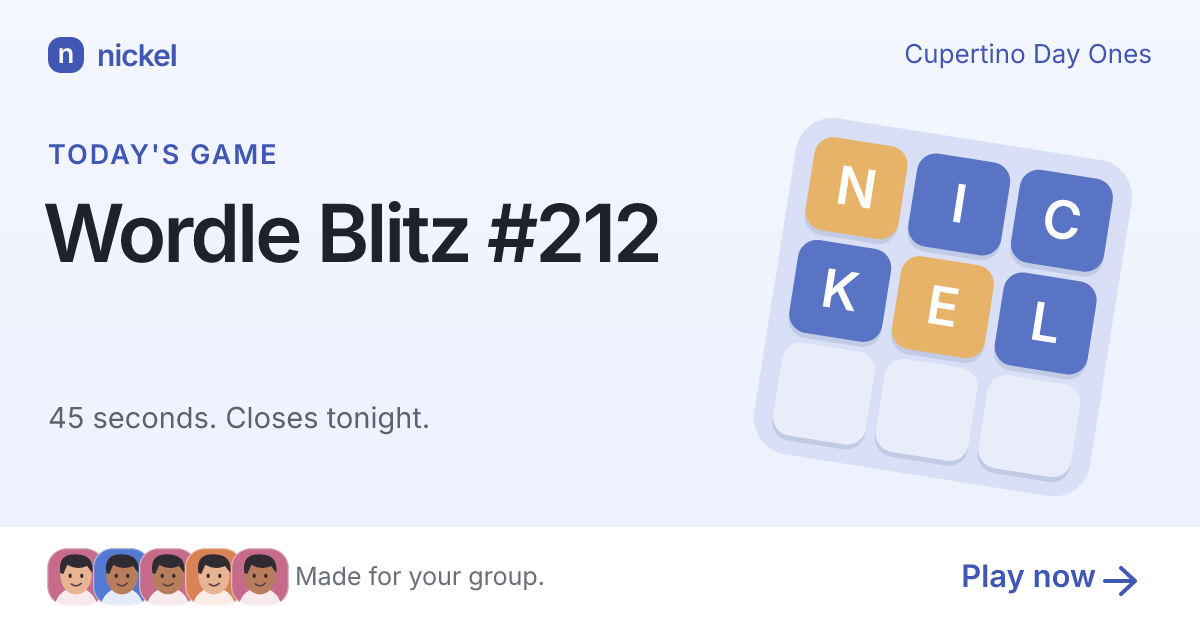 n nickel
Cupertino Day Ones
TODAY'S GAME
Wordle Blitz #212
N I C
K E L
45 seconds. Closes tonight.
Made for your group.
Play now →